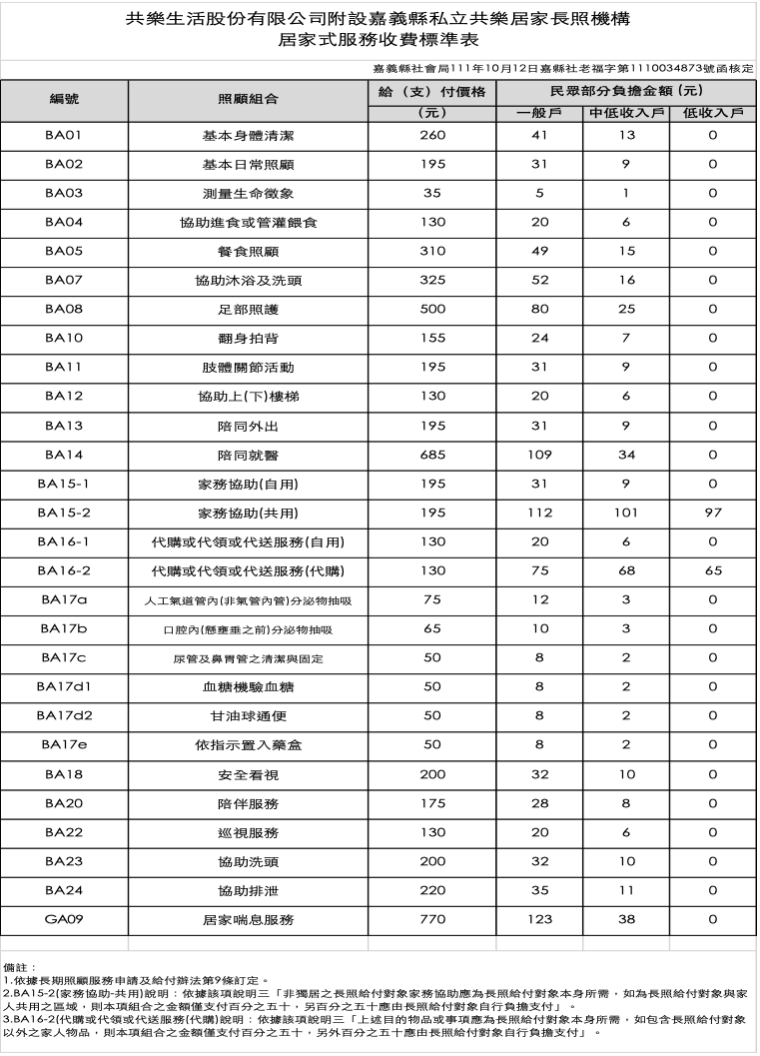 共樂生活股份有限公司附設嘉義縣私立共樂居家長照機構
居家式服務收費標準表
嘉義縣社會局111年10月12日嘉縣社老福字第1110034873號函核定
編號 照顧組合 給（支）付價格（元） 民眾部分負擔金額（元）
一般戶 中低收入戶 低收入戶
BA01 基本身體清潔 260 41 13 0
BA02 基本日常照顧 195 31 9 0
BA03 測量生命徵象 35 5 1 0
BA04 協助進食或管灌餵食 130 20 6 0
BA05 餐食照顧 310 49 15 0
BA07 協助沐浴及洗頭 325 52 16 0
BA08 足部照護 500 80 25 0
BA10 翻身拍背 155 24 7 0
BA11 肢體關節活動 195 31 9 0
BA12 協助上(下)樓梯 130 20 6 0
BA13 陪同外出 195 31 9 0
BA14 陪同就醫 685 109 34 0
BA15-1 家務協助(自用) 195 31 9 0
BA15-2 家務協助(共用) 195 112 101 97
BA16-1 代購或代領或代送服務(自用) 130 20 6 0
BA16-2 代購或代領或代送服務(代購) 130 75 68 65
BA17a 人工氣道管內(非氣管內管)分泌物抽吸 75 12 3 0
BA17b 口腔內(懸壅垂之前)分泌物抽吸 65 10 3 0
BA17c 尿管及鼻胃管之清潔與固定 50 8 2 0
BA17d1 血糖機驗血糖 50 8 2 0
BA17d2 甘油球通便 50 8 2 0
BA17e 依指示置入藥盒 50 8 2 0
BA18 安全看視 200 32 10 0
BA20 陪伴服務 175 28 8 0
BA22 巡視服務 130 20 6 0
BA23 協助洗頭 200 32 10 0
BA24 協助排泄 220 35 11 0
GA09 居家喘息服務 770 123 38 0
備註：
1.依據長期照顧服務申請及給付辦法第9條訂定。
2.BA15-2(家務協助-共用)說明：依據該項說明三「非獨居之長照給付對象家務協助應為長照給付對象本身所需，如為長照給付對象與家
人共用之區域，則本項組合之金額僅支付百分之五十，另百分之五十應由長照給付對象自行負擔支付」。
3.BA16-2(代購或代領或代送服務(代購)說明：依據該項說明三「上述目的物品或事項應為長照給付對象本身所需，如包含長照給付對象
以外之家人物品，則本項組合之金額僅支付百分之五十，另外百分之五十應由長照給付對象自行負擔支付」。